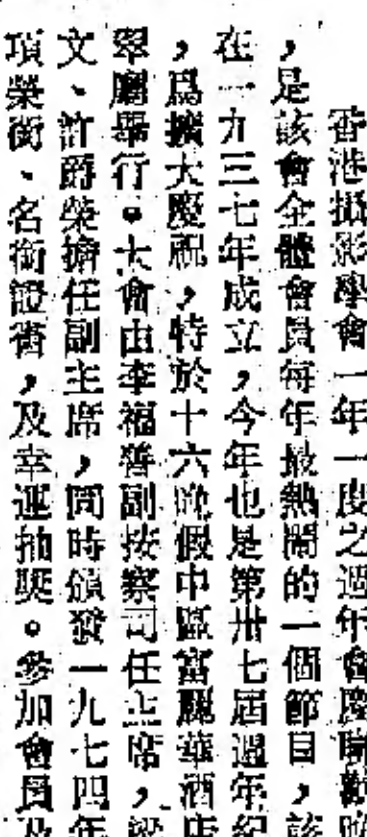 香港攝影學會一年一度之週年會慶聯歡
，是該會全體會員每年最熱鬧的一個節目，該
在一九三七年成立，今年也是第卅七屆週年紀
，爲擴大慶祝，特於十六晚假中區富麗華酒店
翠廳舉行。大會由李福善副按察司任主席，梁
文、許爵榮擔任副主席，同時頒發一九七四年
項榮銜、名銜證書，及幸運抽獎。參加會員及